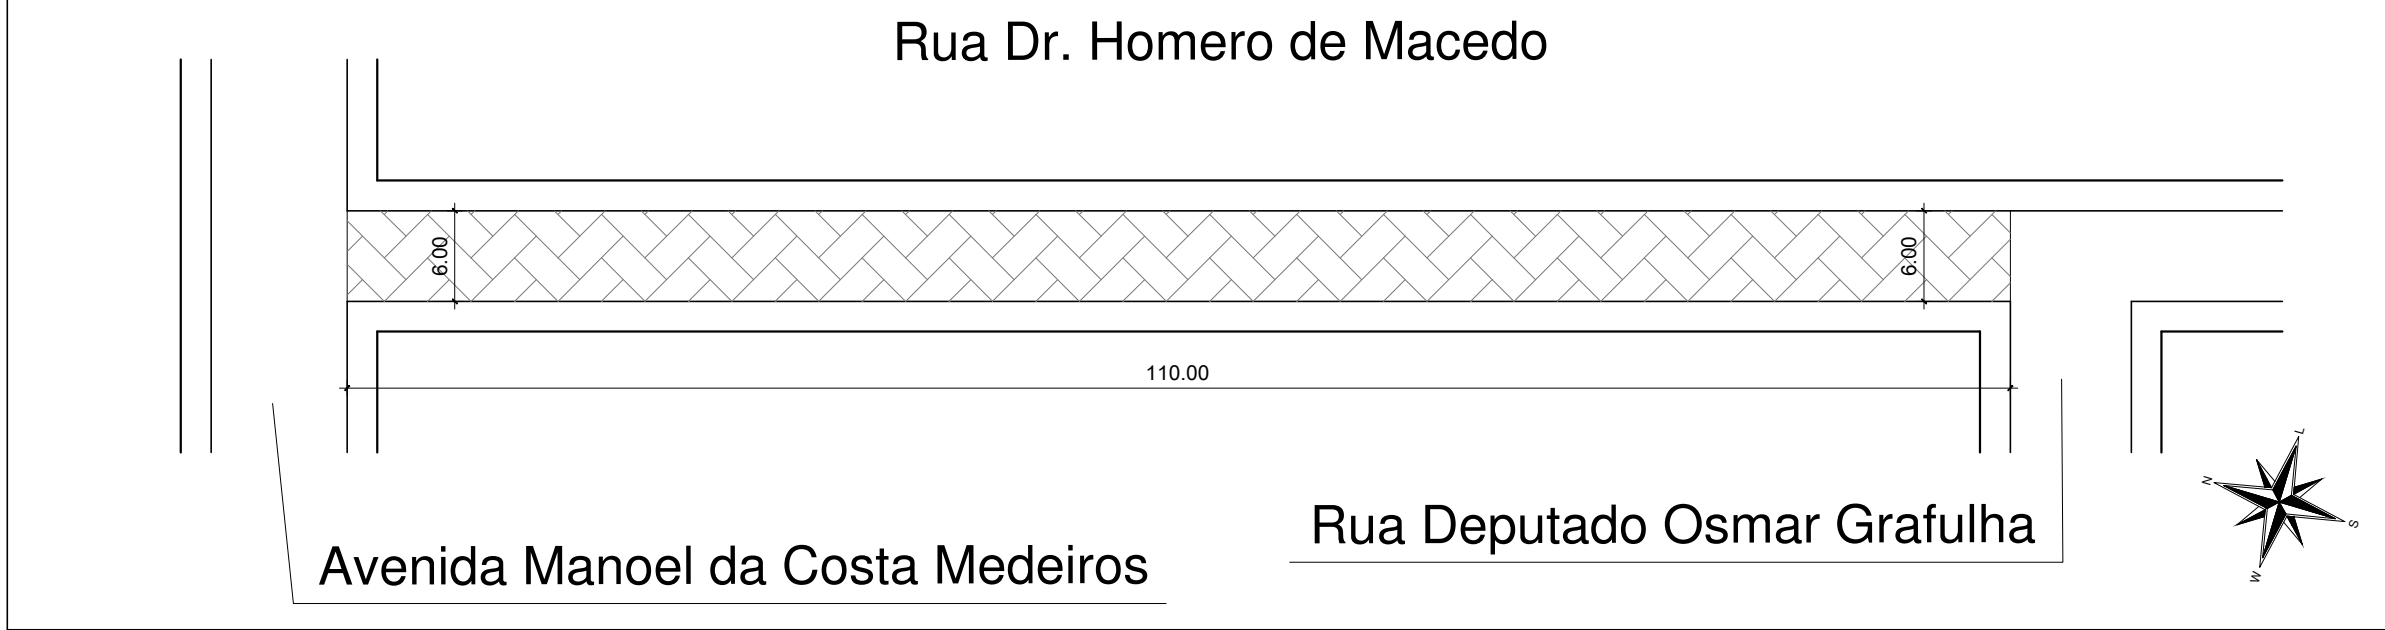 Rua Dr. Homero de Macedo
6.00
6.00
110.00
L
N
S
W
Rua Deputado Osmar Grafulha
Avenida Manoel da Costa Medeiros